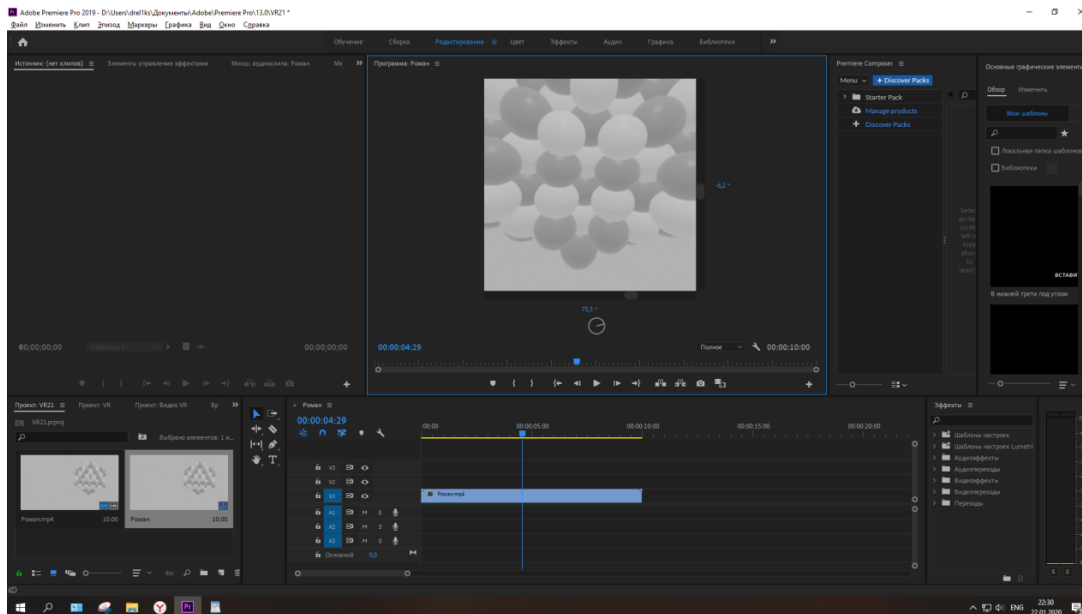 Adobe Premiere Pro 2019 - D:\Users\drel1ks\Документы\Adobe\Premiere Pro\13.0\VR21 *
Файл Изменить Клип Эпизод Маркеры Графика Вид Окно Справка
Обучение Сборка Редактирование Цвет Эффекты Аудио Графика Библиотеки
Источник: (нет клипов) Элементы управления эффектами Микш. аудиоклипа: Роман Ме
Программа: Роман
Premiere Composer
Основные графические элементы
Menu + Discover Packs
Обзор Изменить
Starter Pack
Manage products
Мои шаблоны
Discover Packs
Локальная папка шаблонов
Библиотеки
-6,2 °
ВСТАВИ
В нижней трети под углом
75,3 °
00;00;00;00
00;00;00;00
00:00:04:29
Полное
00:00:10:00
Проект: VR21 Проект: VR Проект: Видео VR
VR21.prproj
Выбрано элементов: 1 и...
Роман.mp4 10:00
Роман 10:00
Роман
00:00:04:29
:00:00 00:00:05:00 00:00:10:00 00:00:15:00 00:00:20:00
V3
V2
V1
Роман.mp4
A1 M S
A2 M S
A3 M S
Основной 0,0
Эффекты
Шаблоны настроек
Шаблоны настроек Lumetri
Аудиоэффекты
Аудиопереходы
Видеоэффекты
Видеопереходы
Переходы
S S
ENG
22:30
22.01.2020